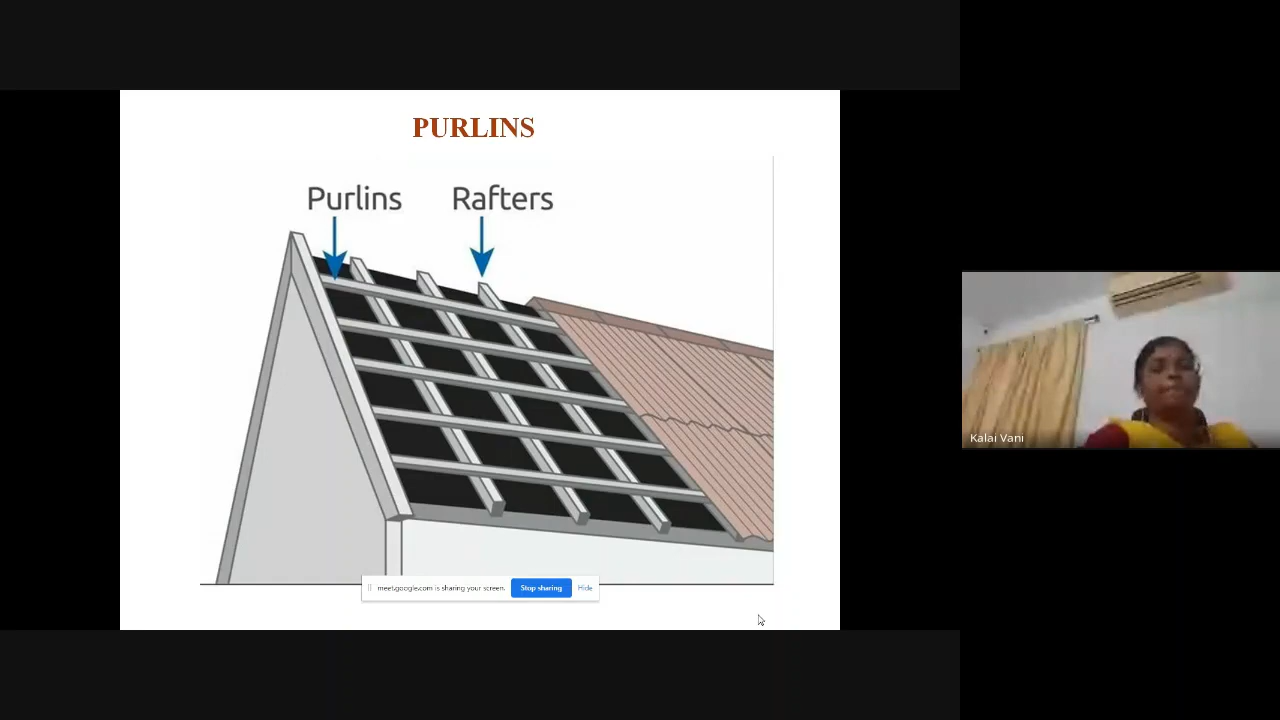 PURLINS
Purlins Rafters
meet.google.com is sharing your screen. Stop sharing Hide
Kalai Vani